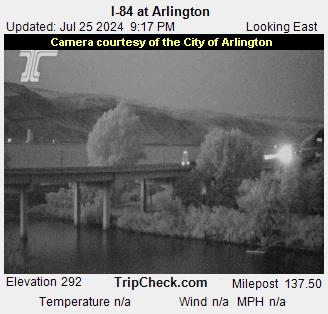 I-84 at Arlington
Updated: Jul 25 2024 9:17 PM Looking East
Camera courtesy of the City of Arlington
Elevation 292 TripCheck.com Milepost 137.50
Temperature n/a Wind n/a MPH n/a